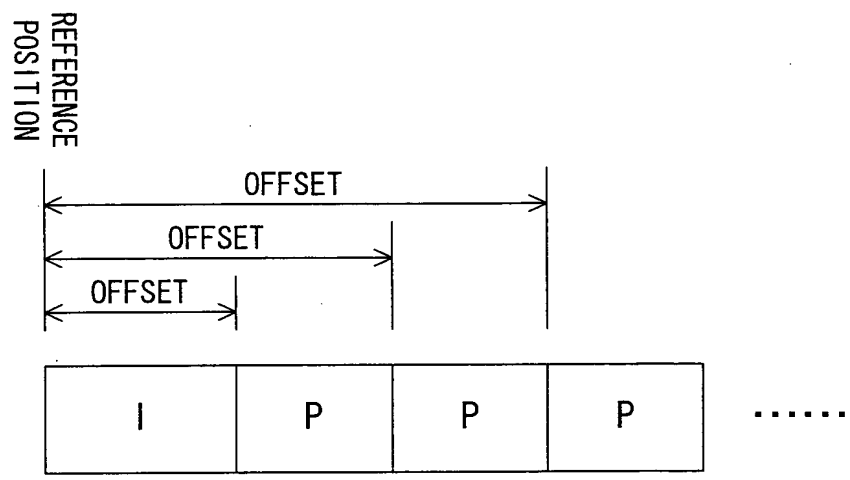 REFERENCE
POSITION
OFFSET
OFFSET
OFFSET
I P P P ......